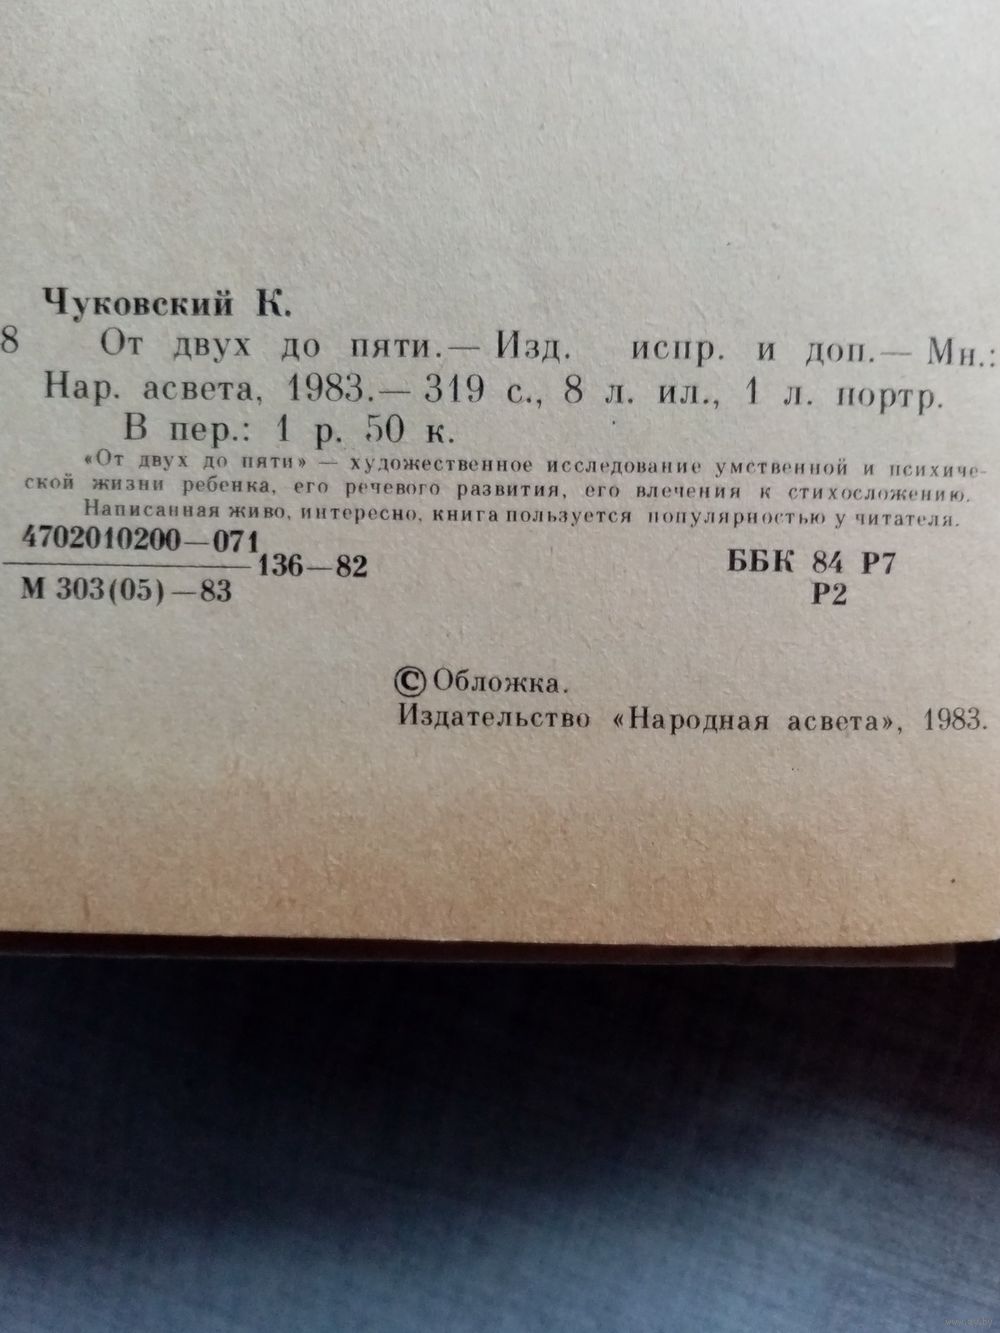 Чуковский К.
8 От двух до пяти.— Изд. испр. и доп.— Мн.:
Нар. асвета, 1983.— 319 с., 8 л. ил., 1 л. портр.
В пер.: 1 р. 50 к.
«От двух до пяти» — художественное исследование умственной и психиче-
ской жизни ребенка, его речевого развития, его влечения к стихосложению.
Написанная живо, интересно, книга пользуется популярностью у читателя.
4702010200—071
136—82
М 303(05)—83
ББК 84 Р7
Р2
© Обложка.
Издательство «Народная асвета», 1983.
www.ay.by